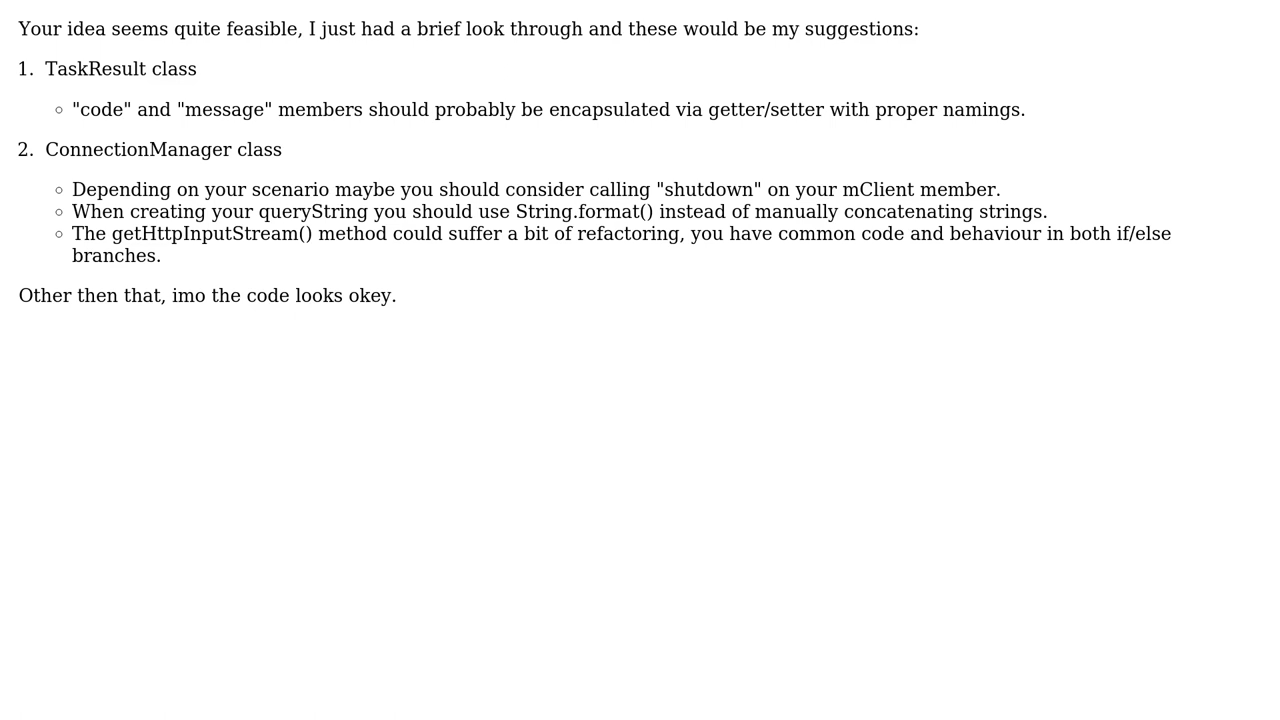 Your idea seems quite feasible, I just had a brief look through and these would be my suggestions:
1. TaskResult class
◦ "code" and "message" members should probably be encapsulated via getter/setter with proper namings.
2. ConnectionManager class
◦ Depending on your scenario maybe you should consider calling "shutdown" on your mClient member.
◦ When creating your queryString you should use String.format() instead of manually concatenating strings.
◦ The getHttpInputStream() method could suffer a bit of refactoring, you have common code and behaviour in both if/else
branches.
Other then that, imo the code looks okey.